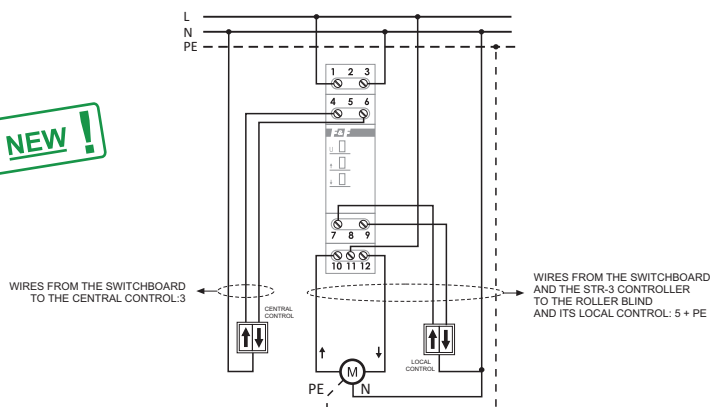 L
N
PE
1 2 3
4 5 6
NEW !
F&F
U
7 8 9
10 11 12
WIRES FROM THE SWITCHBOARD
TO THE CENTRAL CONTROL:3
CENTRAL
CONTROL
WIRES FROM THE SWITCHBOARD
AND THE STR-3 CONTROLLER
TO THE ROLLER BLIND
AND ITS LOCAL CONTROL: 5 + PE
LOCAL
CONTROL
M
PE
N